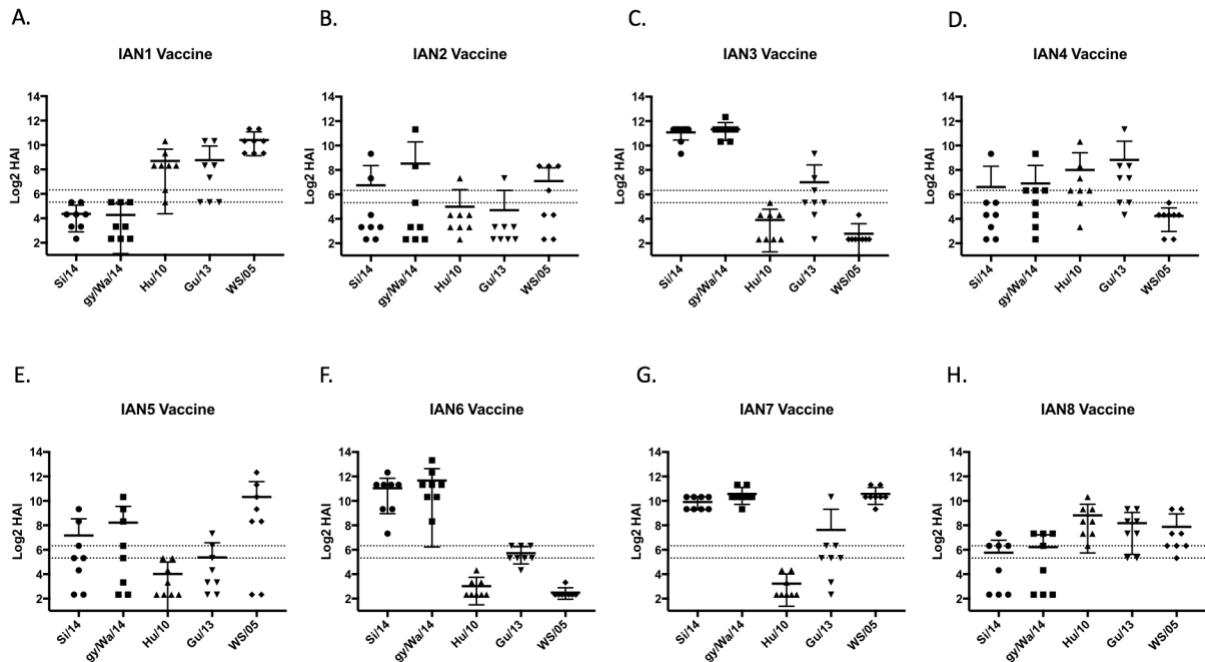 A.
B.
C.
D.
IAN1 Vaccine
IAN2 Vaccine
IAN3 Vaccine
IAN4 Vaccine
Log2 HAI
14
12
10
8
6
4
2
Si/14
gy/Wa/14
Hu/10
Gu/13
WS/05
Log2 HAI
14
12
10
8
6
4
2
Si/14
gy/Wa/14
Hu/10
Gu/13
WS/05
Log2 HAI
14
12
10
8
6
4
2
Si/14
gy/Wa/14
Hu/10
Gu/13
WS/05
Log2 HAI
14
12
10
8
6
4
2
Si/14
gy/Wa/14
Hu/10
Gu/13
WS/05
E.
F.
G.
H.
IAN5 Vaccine
IAN6 Vaccine
IAN7 Vaccine
IAN8 Vaccine
Log2 HAI
14
12
10
8
6
4
2
Si/14
gy/Wa/14
Hu/10
Gu/13
WS/05
Log2 HAI
14
12
10
8
6
4
2
Si/14
gy/Wa/14
Hu/10
Gu/13
WS/05
Log2 HAI
14
12
10
8
6
4
2
Si/14
gy/Wa/14
Hu/10
Gu/13
WS/05
Log2 HAI
14
12
10
8
6
4
2
Si/14
gy/Wa/14
Hu/10
Gu/13
WS/05